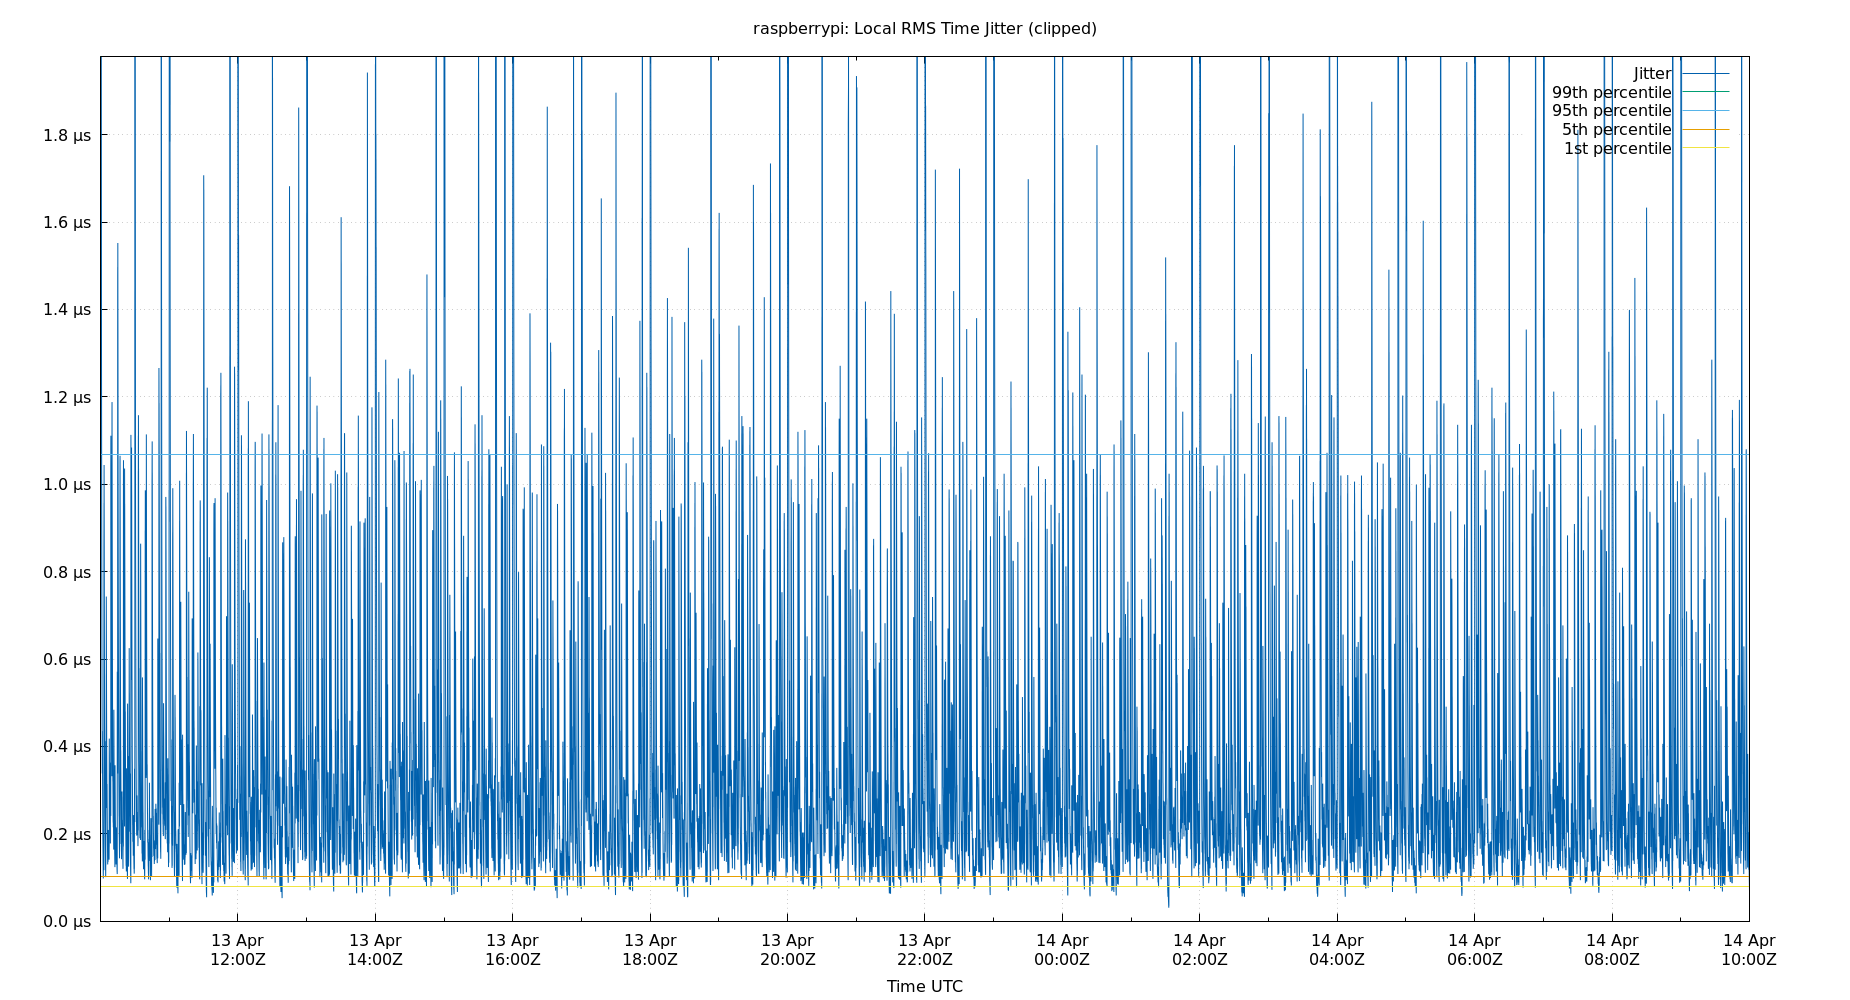 raspberrypi: Local RMS Time Jitter (clipped)
Jitter
99th percentile
95th percentile
5th percentile
1st percentile
1.8 μs
1.6 μs
1.4 μs
1.2 μs
1.0 μs
0.8 μs
0.6 μs
0.4 μs
0.2 μs
0.0 μs
13 Apr 13 Apr 13 Apr 13 Apr 13 Apr 13 Apr 14 Apr 14 Apr 14 Apr 14 Apr 14 Apr 14 Apr
12:00Z 14:00Z 16:00Z 18:00Z 20:00Z 22:00Z 00:00Z 02:00Z 04:00Z 06:00Z 08:00Z 10:00Z
Time UTC